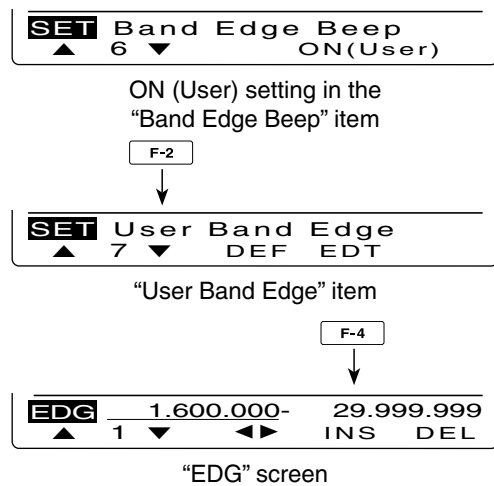 SET Band Edge Beep
▲ 6 ▼ ON(User)
ON (User) setting in the
“Band Edge Beep” item
F-2
SET User Band Edge
▲ 7 ▼ DEF EDT
“User Band Edge” item
F-4
EDG 1.600.000- 29.999.999
▲ 1 ▼ ◀▶ INS DEL
“EDG” screen